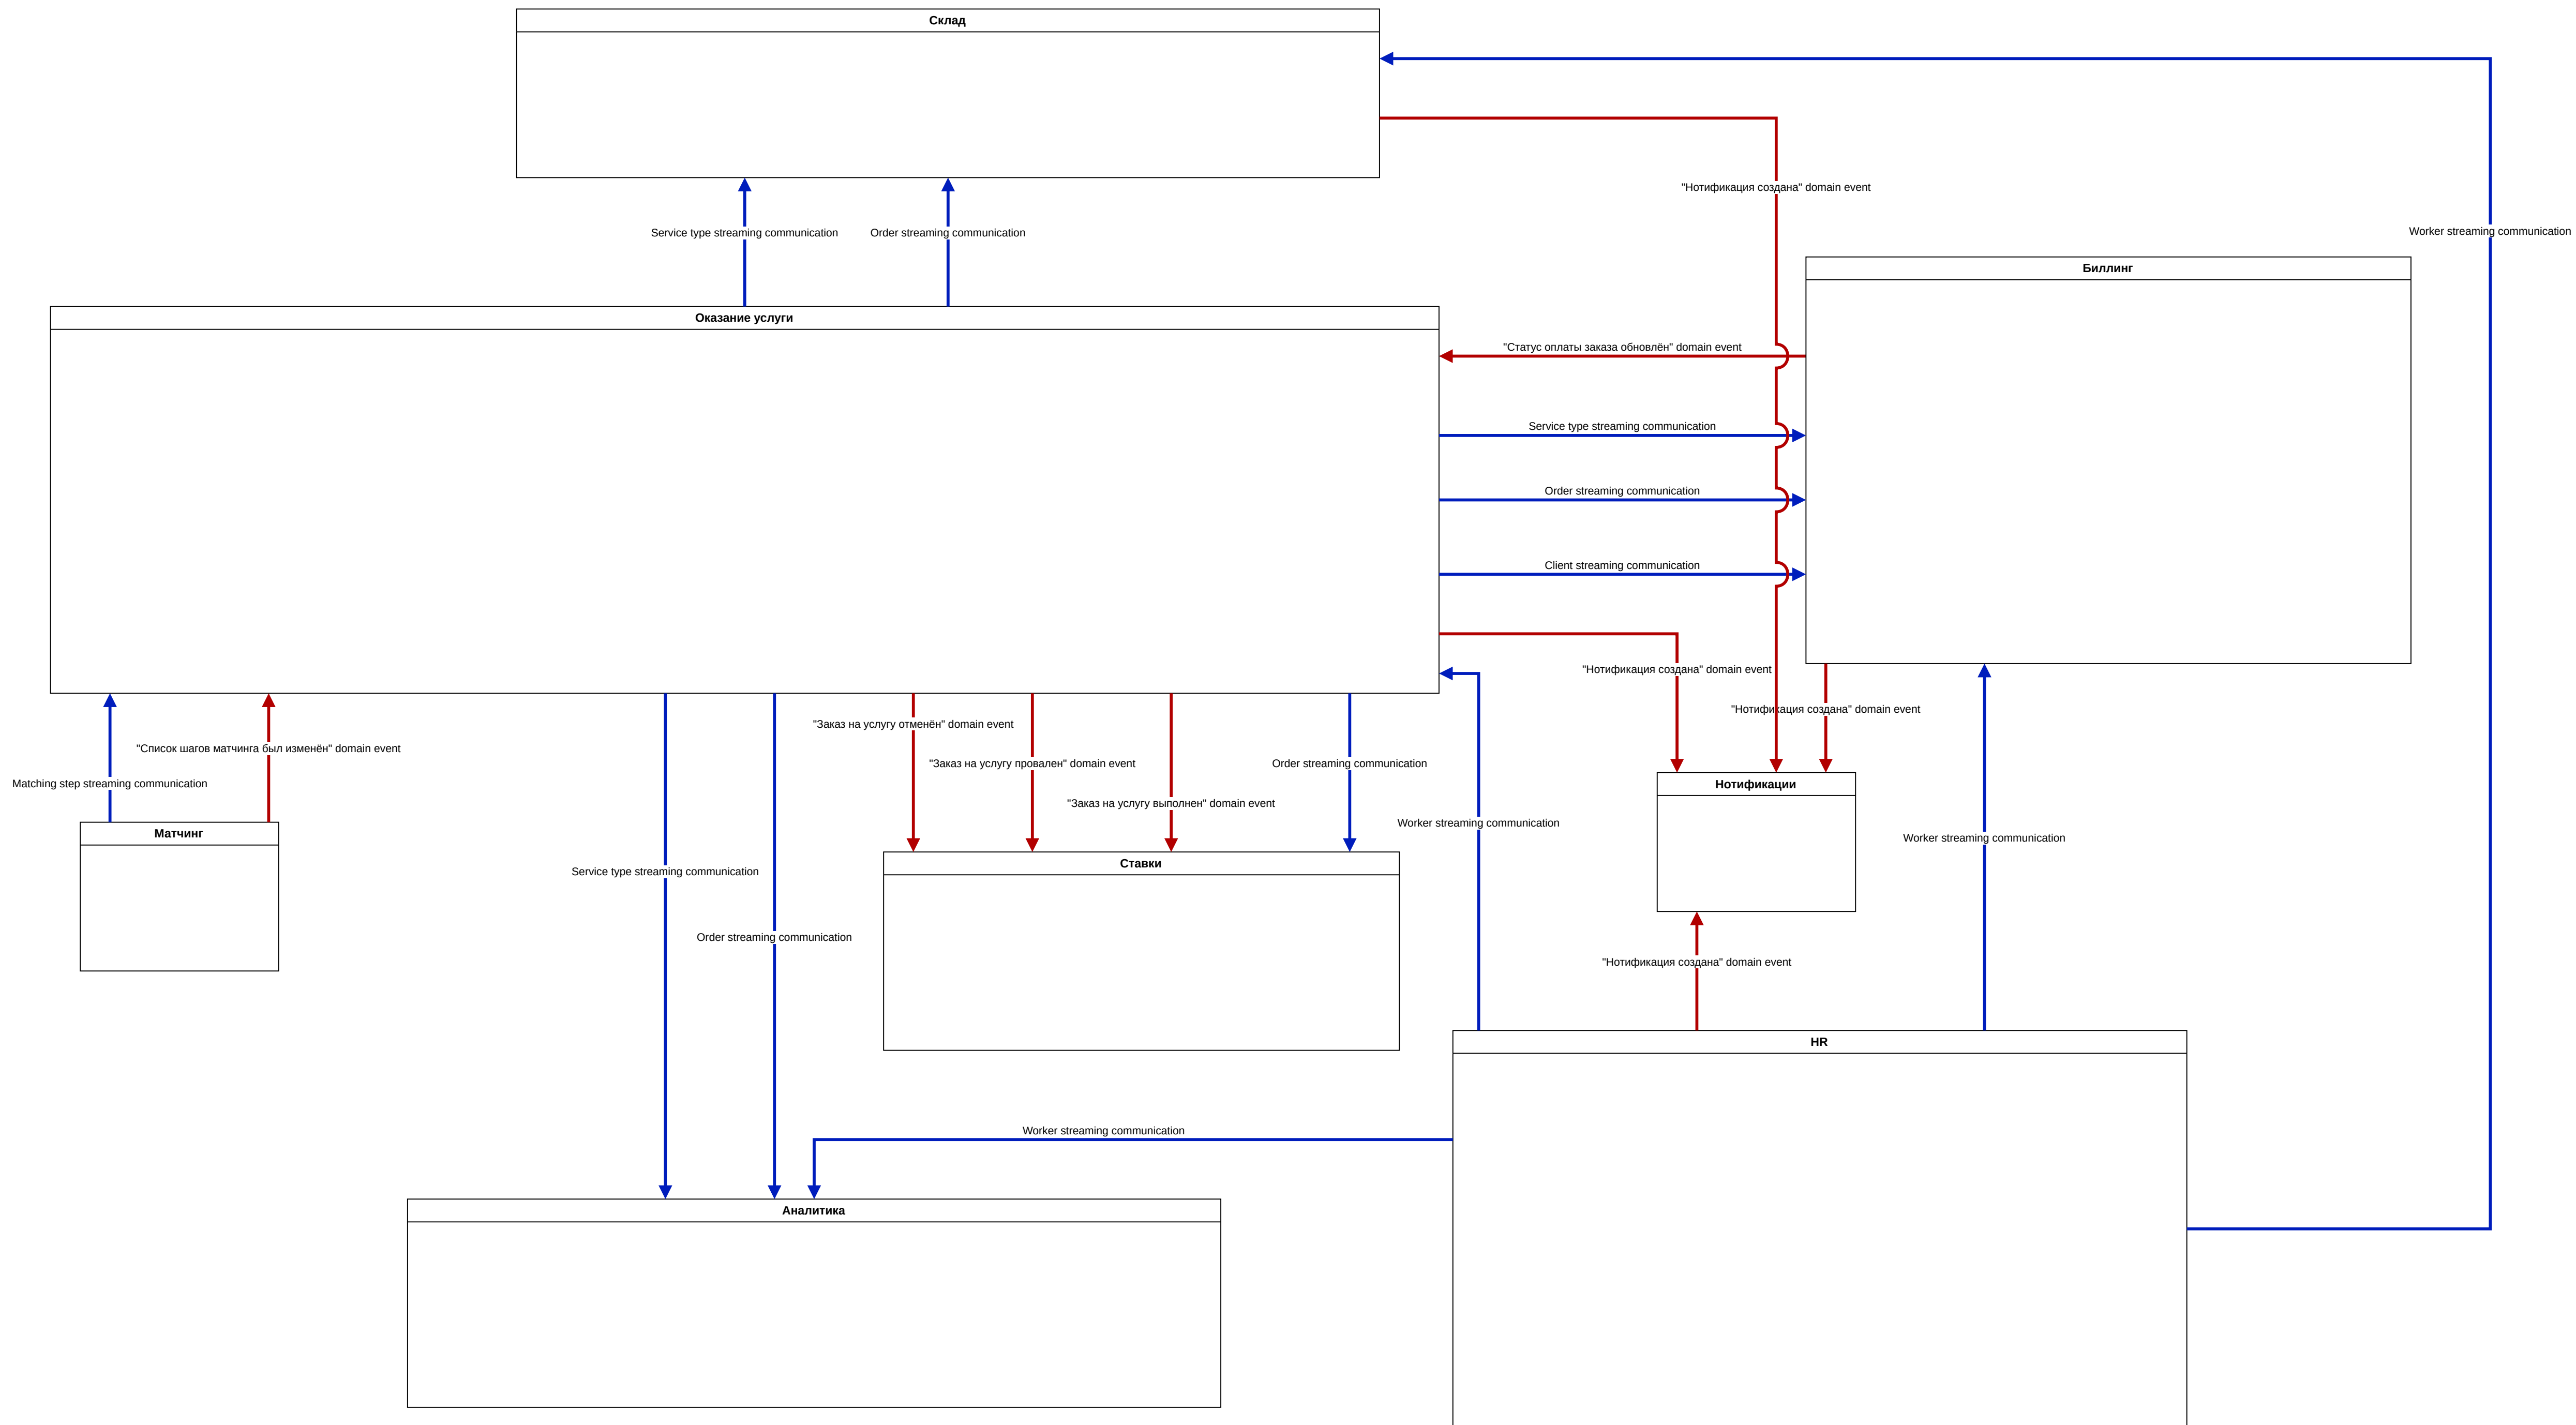 Склад
"Нотификация создана" domain event
Worker streaming communication
Service type streaming communication
Order streaming communication
Биллинг
Оказание услуги
"Статус оплаты заказа обновлён" domain event
Service type streaming communication
Order streaming communication
Client streaming communication
"Нотификация создана" domain event
"Нотификация создана" domain event
"Заказ на услугу отменён" domain event
"Список шагов матчинга был изменён" domain event
"Заказ на услугу провален" domain event
Order streaming communication
Matching step streaming communication
Нотификации
"Заказ на услугу выполнен" domain event
Worker streaming communication
Матчинг
Worker streaming communication
Ставки
Service type streaming communication
Order streaming communication
"Нотификация создана" domain event
HR
Worker streaming communication
Аналитика